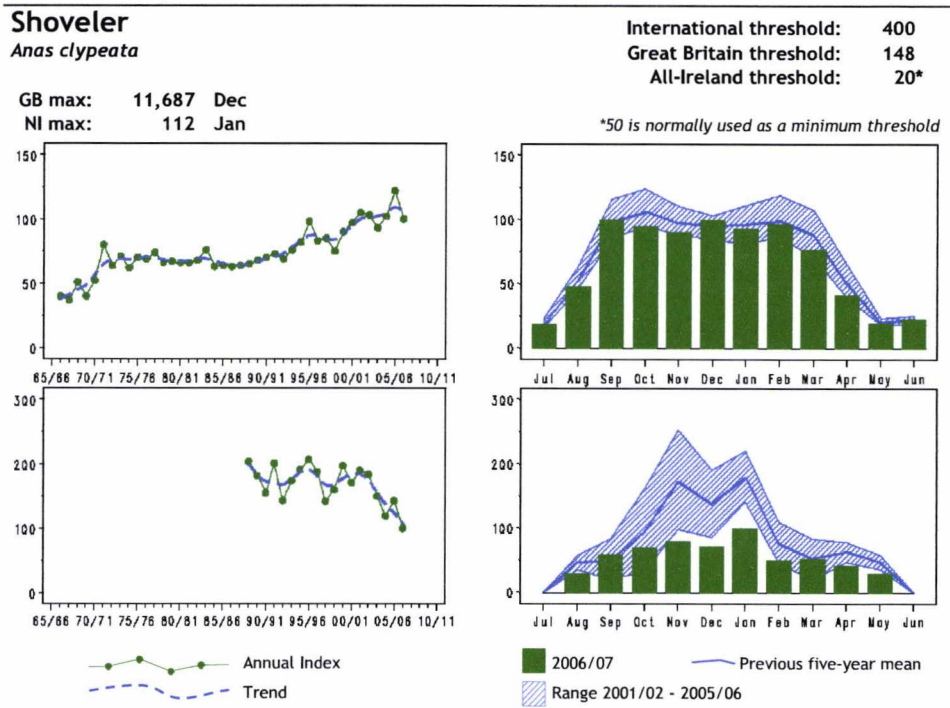 Shoveler
Anas clypeata
International threshold: 400
Great Britain threshold: 148
All-Ireland threshold: 20*
GB max: 11,687 Dec
NI max: 112 Jan
*50 is normally used as a minimum threshold
150
100
50
0
65/66 70/71 75/76 80/81 85/86 90/91 95/96 00/01 05/06 10/11
150
100
50
0
Jul Aug Sep Oct Nov Dec Jan Feb Mar Apr May Jun
300
200
100
0
65/66 70/71 75/76 80/81 85/86 90/91 95/96 00/01 05/06 10/11
300
200
100
0
Jul Aug Sep Oct Nov Dec Jan Feb Mar Apr May Jun
Annual Index
Trend
2006/07
Previous five-year mean
Range 2001/02 - 2005/06